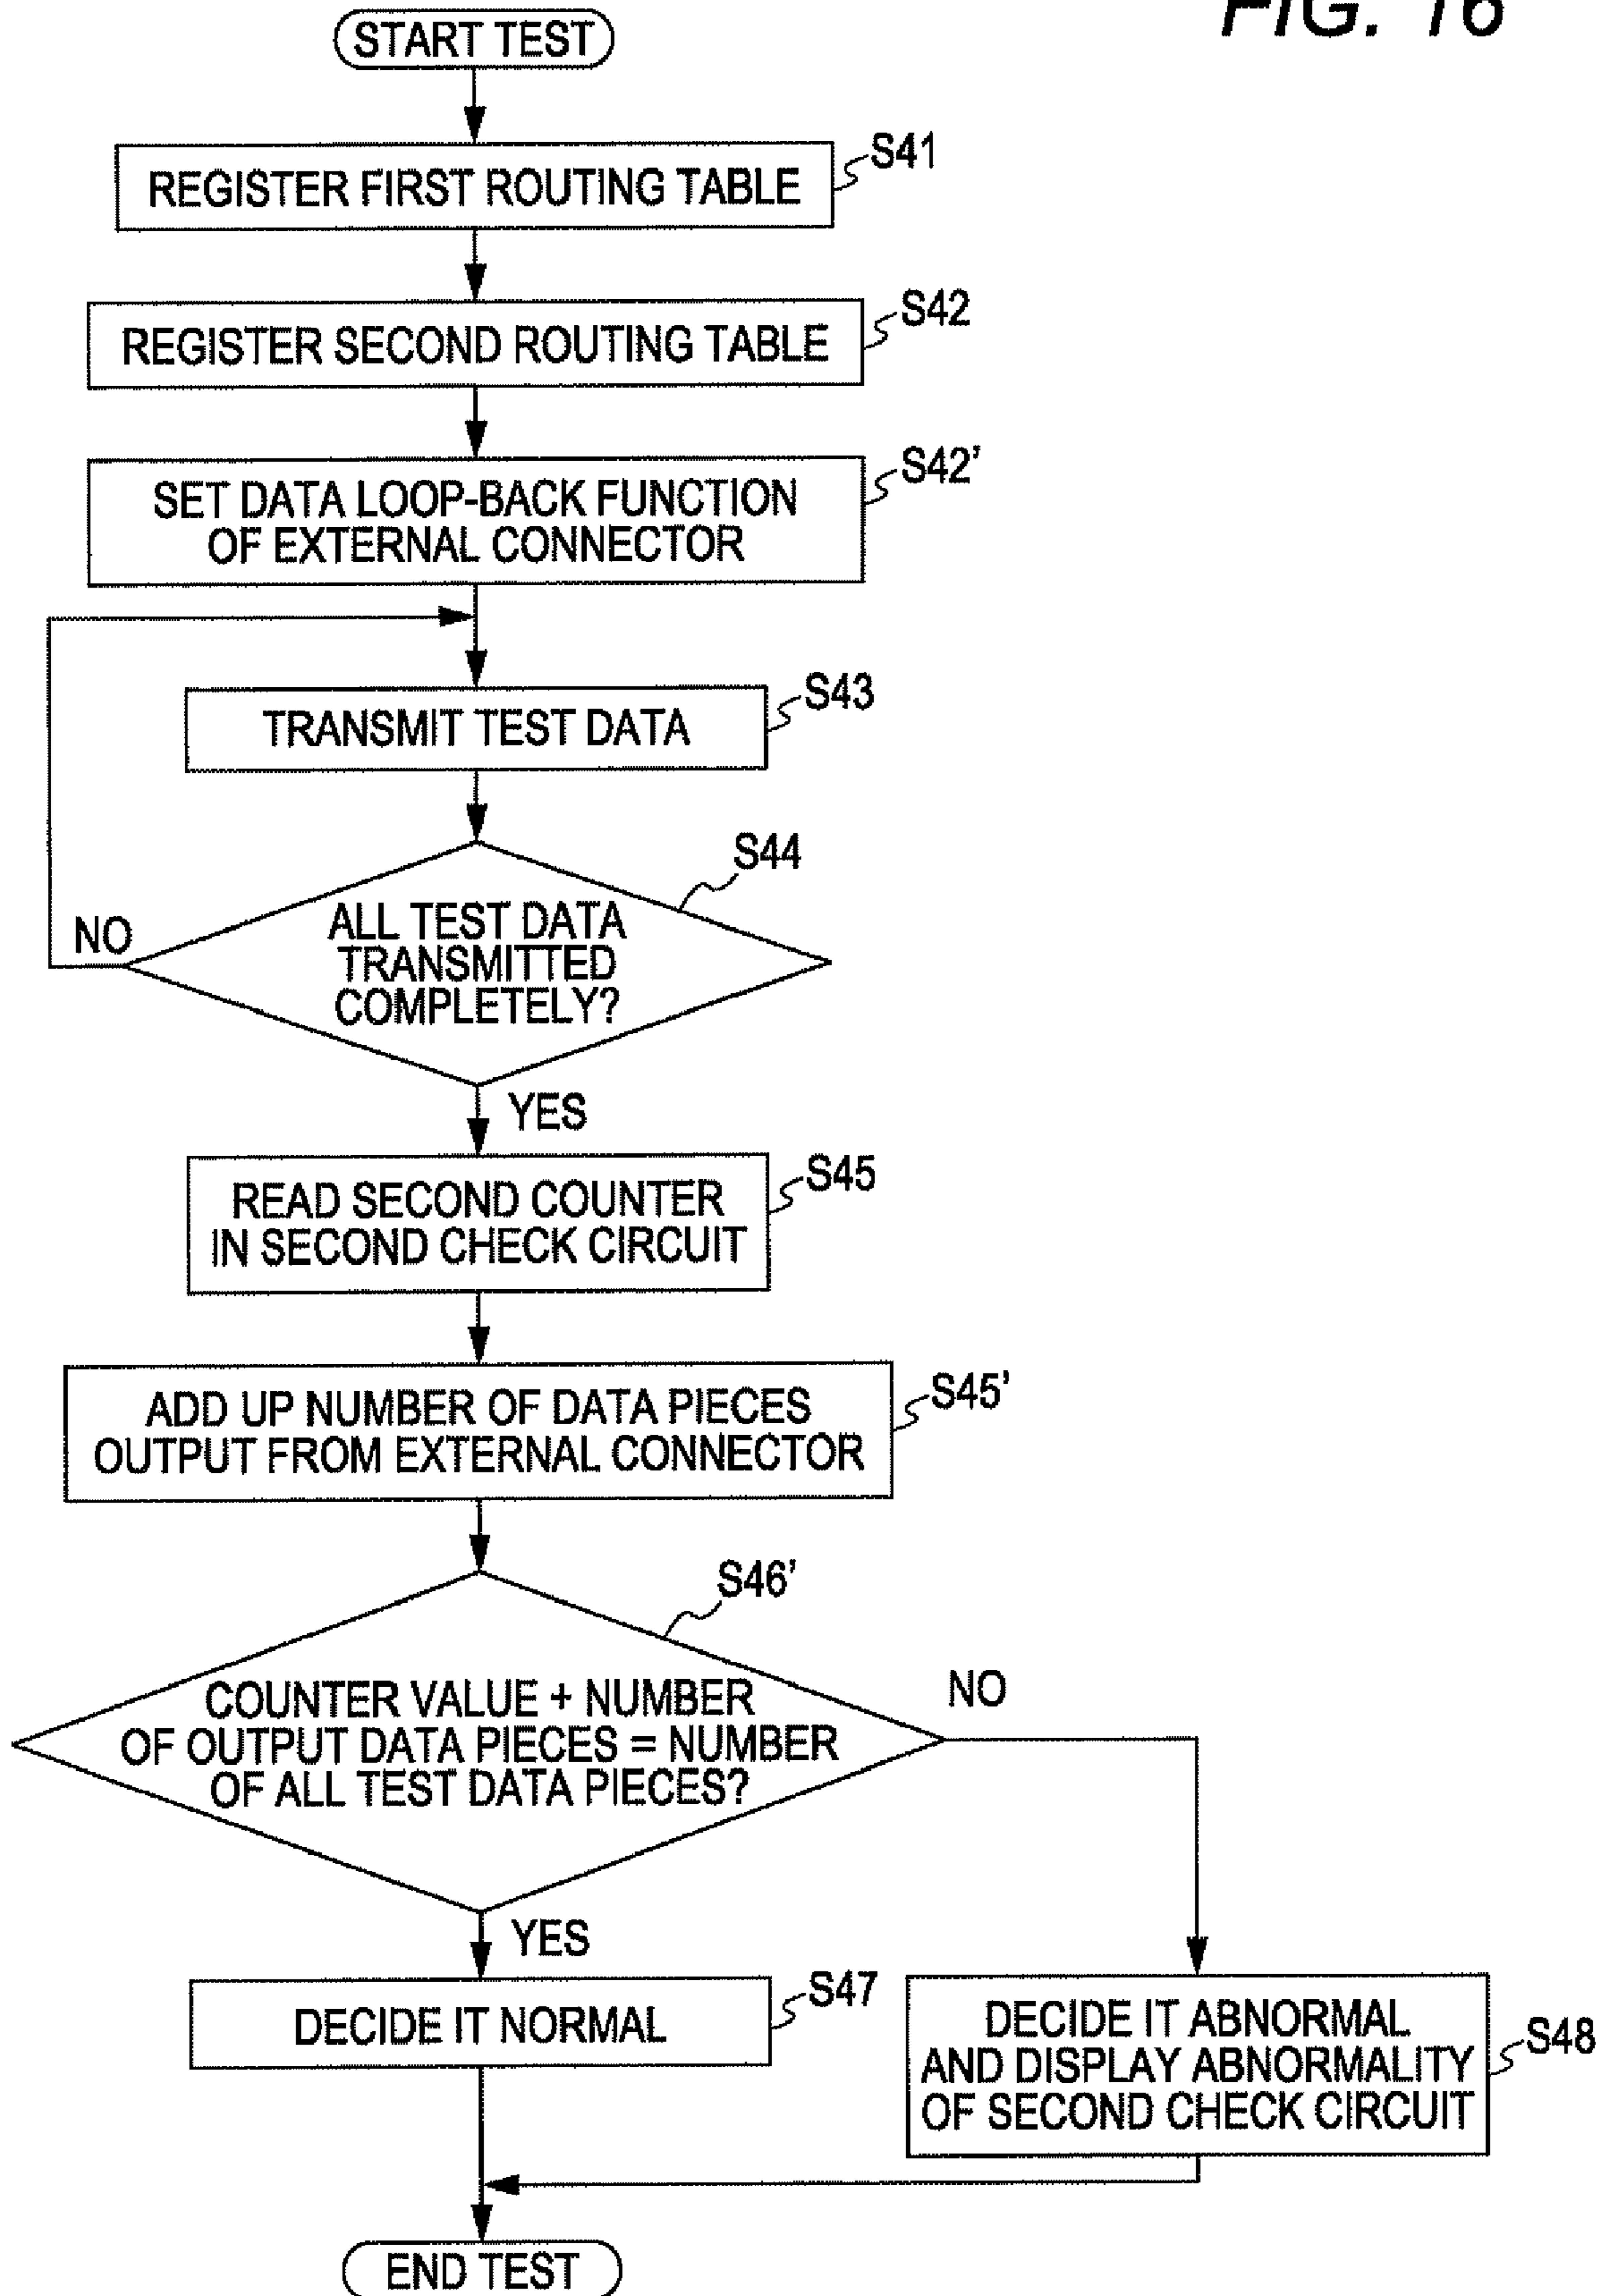 FIG. 16
START TEST
S41
REGISTER FIRST ROUTING TABLE
S42
REGISTER SECOND ROUTING TABLE
S42'
SET DATA LOOP-BACK FUNCTION
OF EXTERNAL CONNECTOR
S43
TRANSMIT TEST DATA
S44
ALL TEST DATA
TRANSMITTED
COMPLETELY?
NO
YES
S45
READ SECOND COUNTER
IN SECOND CHECK CIRCUIT
S45'
ADD UP NUMBER OF DATA PIECES
OUTPUT FROM EXTERNAL CONNECTOR
S46'
COUNTER VALUE + NUMBER
OF OUTPUT DATA PIECES = NUMBER
OF ALL TEST DATA PIECES?
NO
YES
S47
DECIDE IT NORMAL
S48
DECIDE IT ABNORMAL
AND DISPLAY ABNORMALITY
OF SECOND CHECK CIRCUIT
END TEST